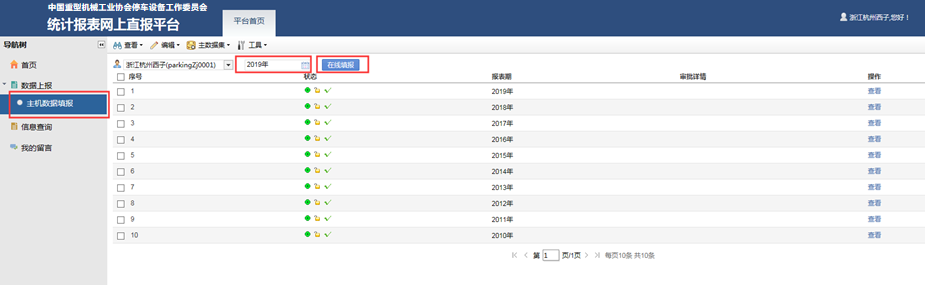 中国重型机械工业协会停车设备工作委员会
统计报表网上直报平台
平台首页
浙江杭州西子,您好！
导航树
查看 编辑 主数据集 工具
首页
浙江杭州西子(parkingZj0001) 2019年 在线填报
数据上报
主机数据填报
信息查询
我的留言
序号 状态 报表期 审批详情 操作
1 2019年 查看
2 2018年 查看
3 2017年 查看
4 2016年 查看
5 2015年 查看
6 2014年 查看
7 2013年 查看
8 2012年 查看
9 2011年 查看
10 2010年 查看
第 1 页/1页 每页10条 共10条